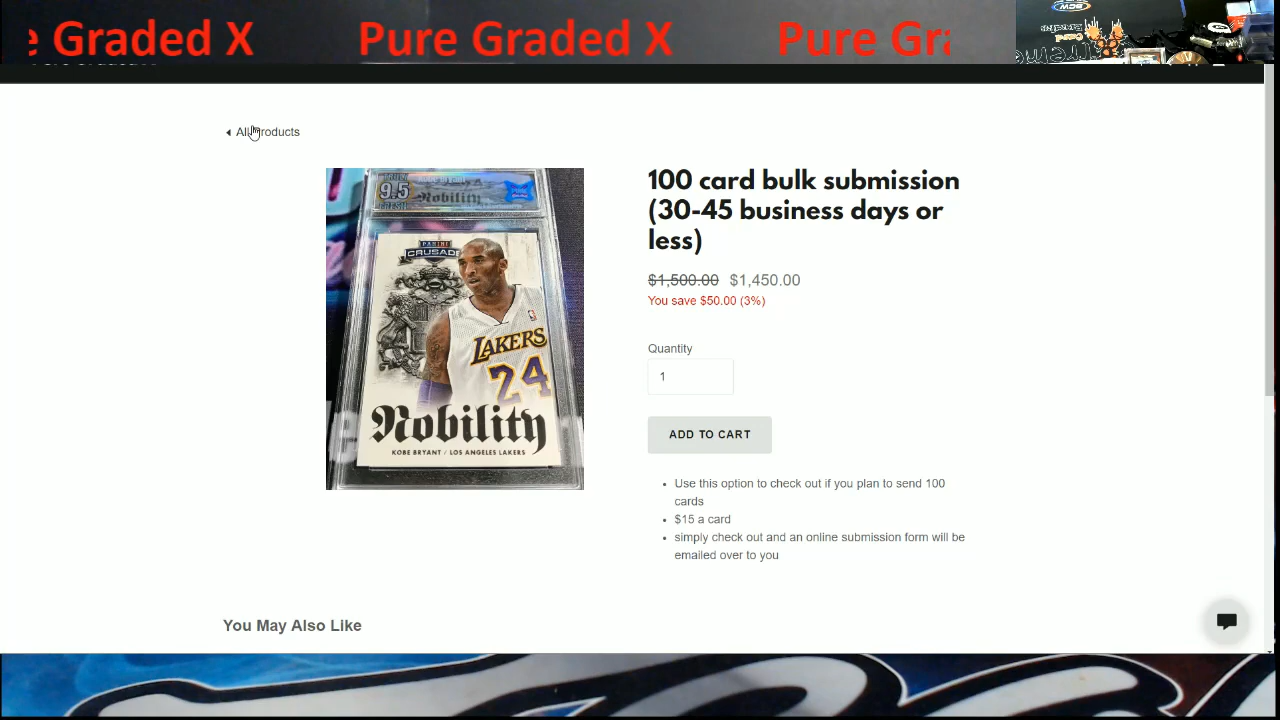 e Graded X
Pure Graded X
Pure Gra
BCW
All Products
9.5
Nobility
PANINI
CRUSADE
LAKERS
24
Nobility
KOBE BRYANT / LOS ANGELES LAKERS
100 card bulk submission
(30-45 business days or
less)
$1,500.00 $1,450.00
You save $50.00 (3%)
Quantity
1
ADD TO CART
• Use this option to check out if you plan to send 100
cards
• $15 a card
• simply check out and an online submission form will be
emailed over to you
You May Also Like